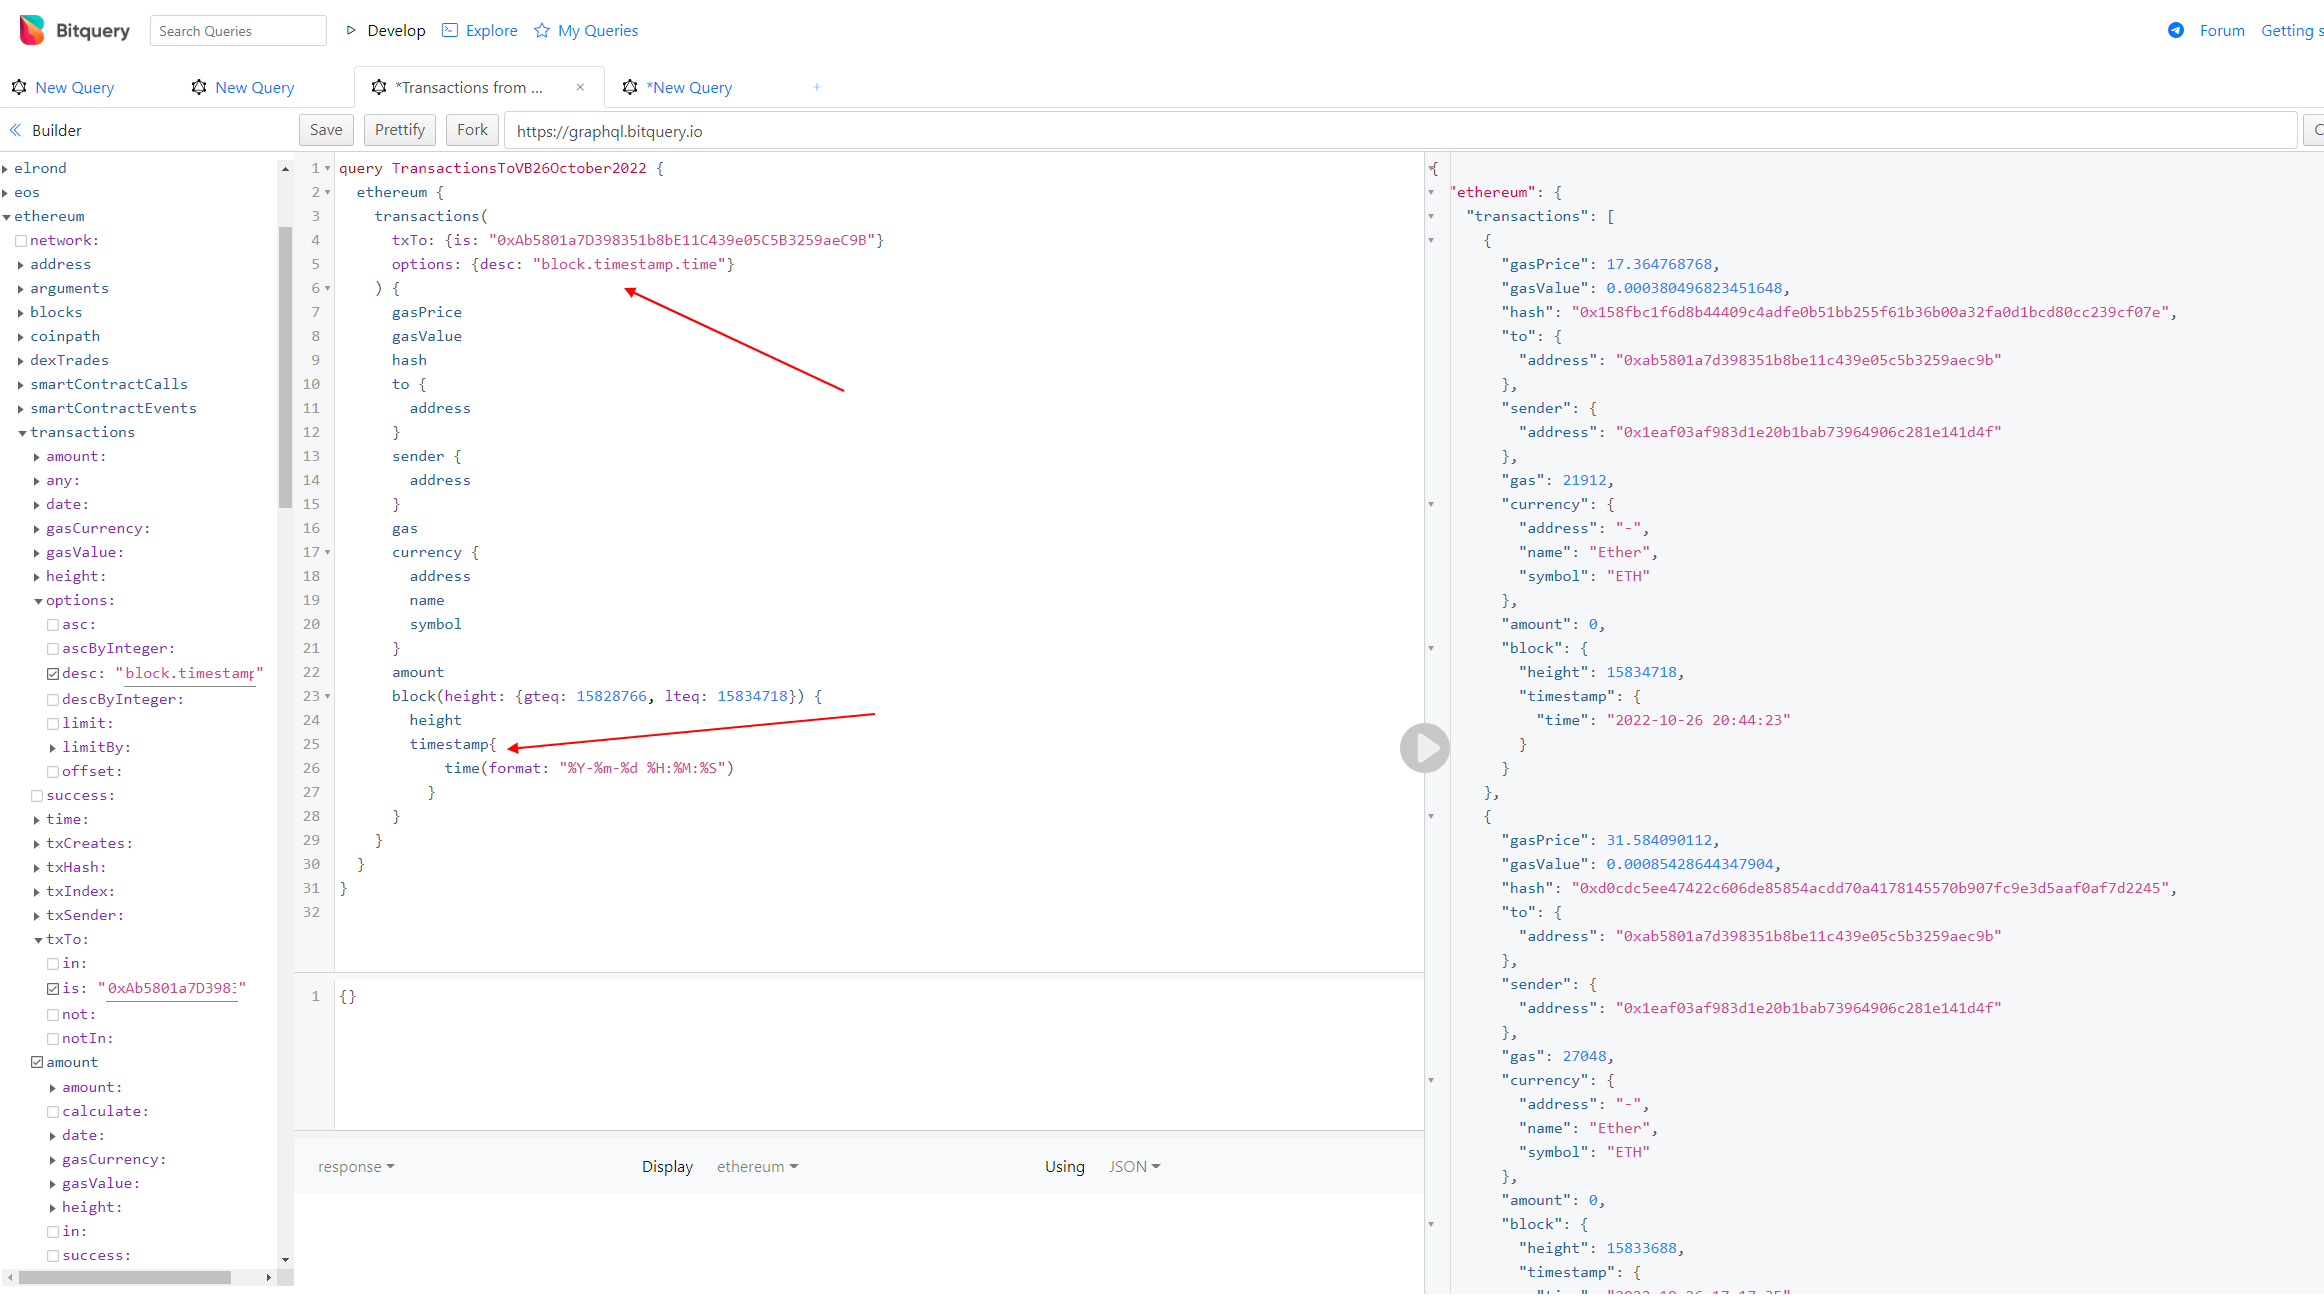 Bitquery
Search Queries
Develop
Explore
My Queries
Forum
Getting s
New Query
New Query
*Transactions from ...
×
*New Query
+
Builder
Save
Prettify
Fork
https://graphql.bitquery.io
elrond
eos
ethereum
network:
address
arguments
blocks
coinpath
dexTrades
smartContractCalls
smartContractEvents
transactions
amount:
any:
date:
gasCurrency:
gasValue:
height:
options:
asc:
ascByInteger:
desc: "block.timestamp"
descByInteger:
limit:
limitBy:
offset:
success:
time:
txCreates:
txHash:
txIndex:
txSender:
txTo:
in:
is: "0xAb5801a7D398"
not:
notIn:
amount
amount:
calculate:
date:
gasCurrency:
gasValue:
height:
in:
success:
1 query TransactionsToVB26October2022 {
2 ethereum {
3 transactions(
4 txTo: {is: "0xAb5801a7D398351b8bE11C439e05C5B3259aeC9B"}
5 options: {desc: "block.timestamp.time"}
6 ) {
7 gasPrice
8 gasValue
9 hash
10 to {
11 address
12 }
13 sender {
14 address
15 }
16 gas
17 currency {
18 address
19 name
20 symbol
21 }
22 amount
23 block(height: {gteq: 15828766, lteq: 15834718}) {
24 height
25 timestamp{
26 time(format: "%Y-%m-%d %H:%M:%S")
27 }
28 }
29 }
30 }
31 }
32
1 {}
response
Display
ethereum
Using
JSON
{
"ethereum": {
"transactions": [
{
"gasPrice": 17.364768768,
"gasValue": 0.000380496823451648,
"hash": "0x158fbc1f6d8b44409c4adfe0b51bb255f61b36b00a32fa0d1bcd80cc239cf07e",
"to": {
"address": "0xab5801a7d398351b8be11c439e05c5b3259aec9b"
},
"sender": {
"address": "0x1eaf03af983d1e20b1bab73964906c281e141d4f"
},
"gas": 21912,
"currency": {
"address": "-",
"name": "Ether",
"symbol": "ETH"
},
"amount": 0,
"block": {
"height": 15834718,
"timestamp": {
"time": "2022-10-26 20:44:23"
}
}
},
{
"gasPrice": 31.584090112,
"gasValue": 0.00085428644347904,
"hash": "0xd0cdc5ee47422c606de85854acdd70a4178145570b907fc9e3d5aaf0af7d2245",
"to": {
"address": "0xab5801a7d398351b8be11c439e05c5b3259aec9b"
},
"sender": {
"address": "0x1eaf03af983d1e20b1bab73964906c281e141d4f"
},
"gas": 27048,
"currency": {
"address": "-",
"name": "Ether",
"symbol": "ETH"
},
"amount": 0,
"block": {
"height": 15833688,
"timestamp": {